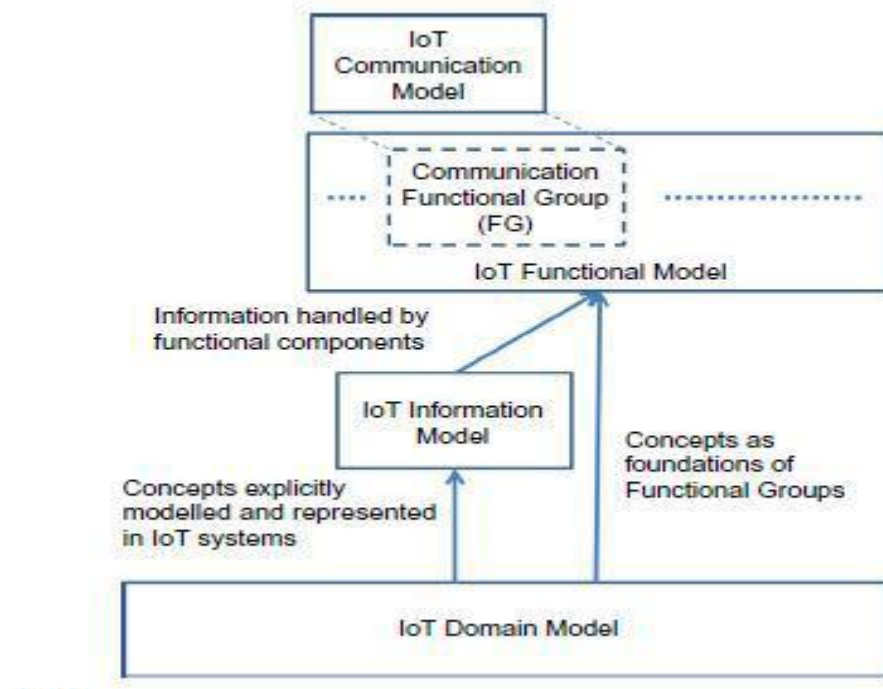 IoT
Communication
Model
Communication
Functional Group
(FG)
IoT Functional Model
Information handled by
functional components
IoT Information
Model
Concepts as
foundations of
Functional Groups
Concepts explicitly
modelled and represented
in IoT systems
IoT Domain Model